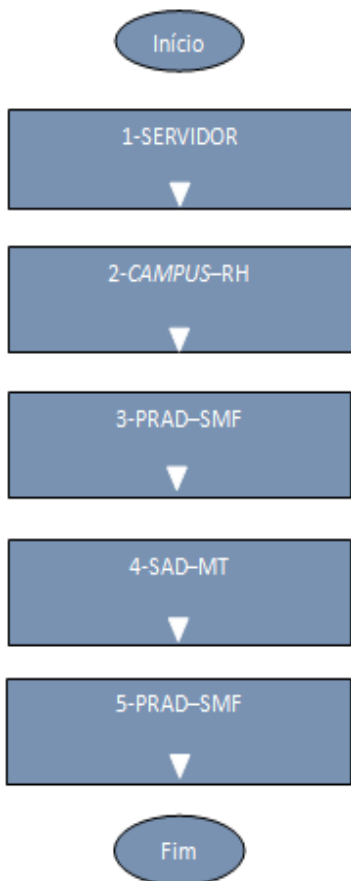 Início
1-SERVIDOR
2-CAMPUS–RH
3-PRAD–SMF
4-SAD–MT
5-PRAD–SMF
Fim